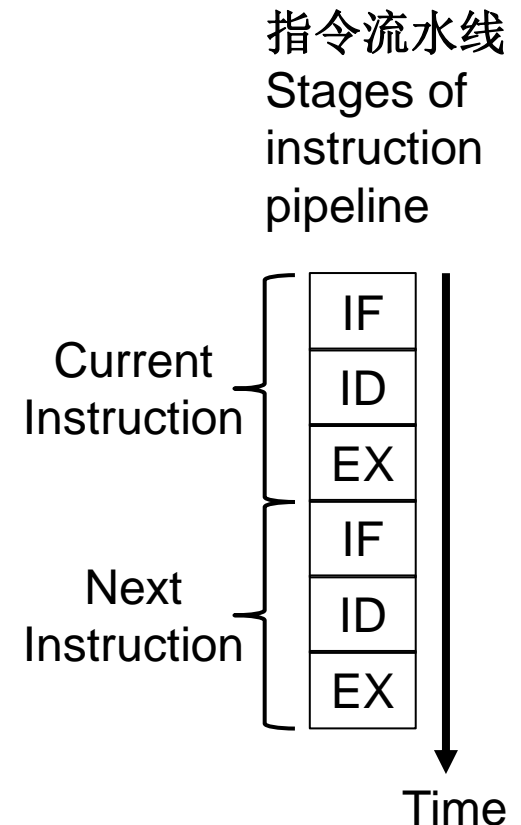 指令流水线
Stages of
instruction
pipeline
Current
Instruction
IF
ID
EX
Next
Instruction
IF
ID
EX
Time